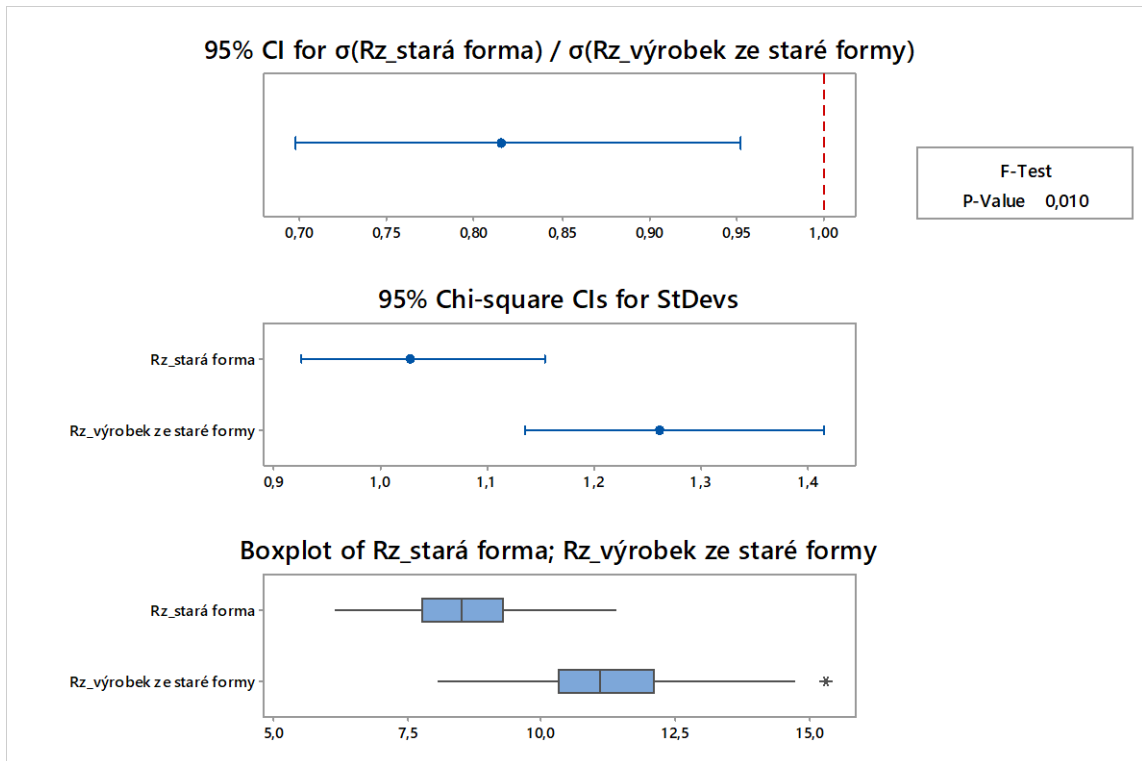 95% CI for σ(Rz_stará forma) / σ(Rz_výrobek ze staré formy)
0,70 0,75 0,80 0,85 0,90 0,95 1,00
F-Test
P-Value 0,010
95% Chi-square CIs for StDevs
Rz_stará forma
Rz_výrobek ze staré formy
0,9 1,0 1,1 1,2 1,3 1,4
Boxplot of Rz_stará forma; Rz_výrobek ze staré formy
Rz_stará forma
Rz_výrobek ze staré formy
5,0 7,5 10,0 12,5 15,0